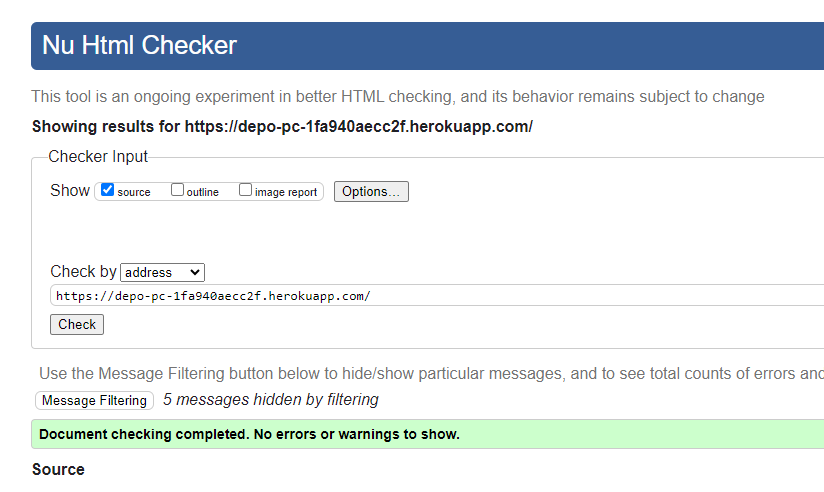 Nu Html Checker
This tool is an ongoing experiment in better HTML checking, and its behavior remains subject to change
Showing results for https://depo-pc-1fa940aecc2f.herokuapp.com/
Checker Input
Show source outline image report Options...
Check by address
https://depo-pc-1fa940aecc2f.herokuapp.com/
Check
Use the Message Filtering button below to hide/show particular messages, and to see total counts of errors and
Message Filtering 5 messages hidden by filtering
Document checking completed. No errors or warnings to show.
Source